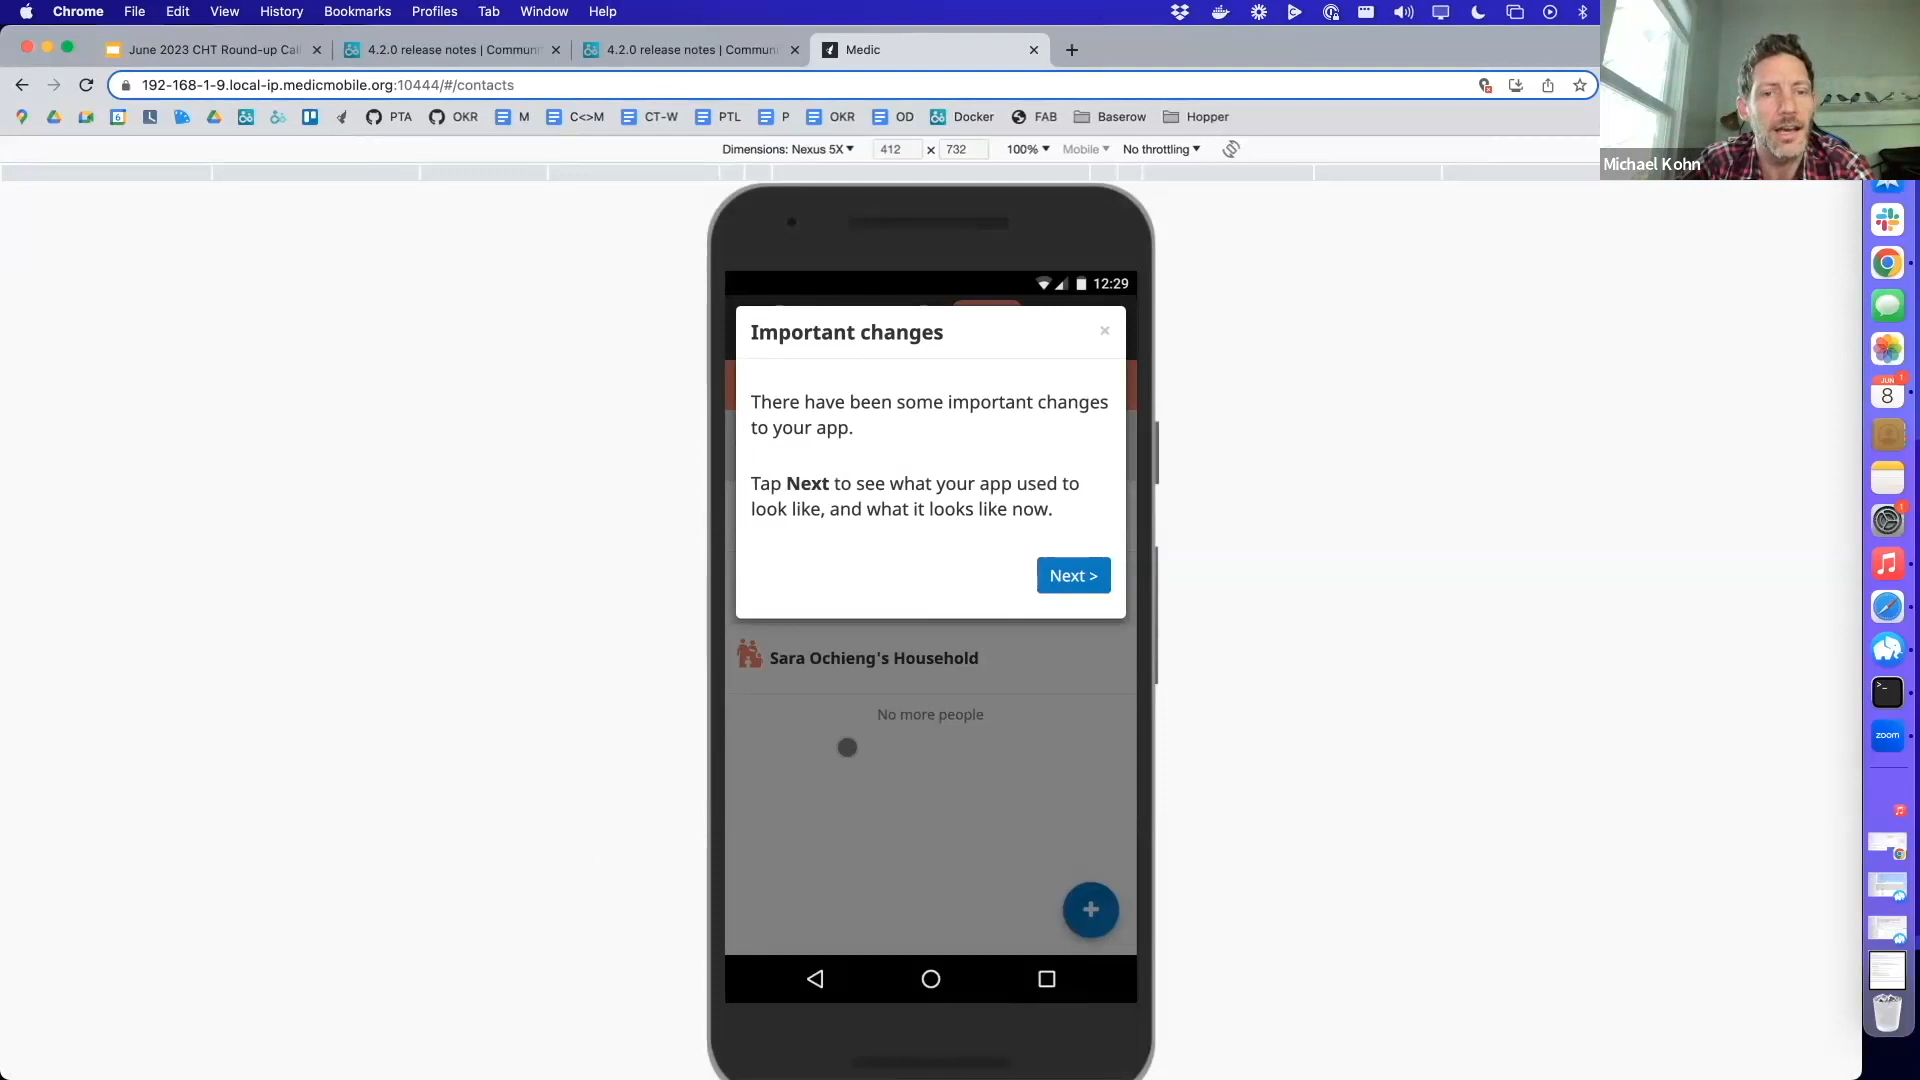 Chrome File Edit View History Bookmarks Profiles Tab Window Help
June 2023 CHT Round-up Cal
4.2.0 release notes | Commun
4.2.0 release notes | Commun
Medic
192-168-1-9.local-ip.medicmobile.org:10444/#/contacts
PTA OKR M C<>M CT-W PTL P OKR OD Docker FAB Baserow Hopper
Dimensions: Nexus 5X 412 × 732 100% Mobile No throttling
Michael Kohn
12:29
Important changes
×
There have been some important changes
to your app.
Tap Next to see what your app used to
look like, and what it looks like now.
Next >
Sara Ochieng's Household
No more people
JUN
8
zoom